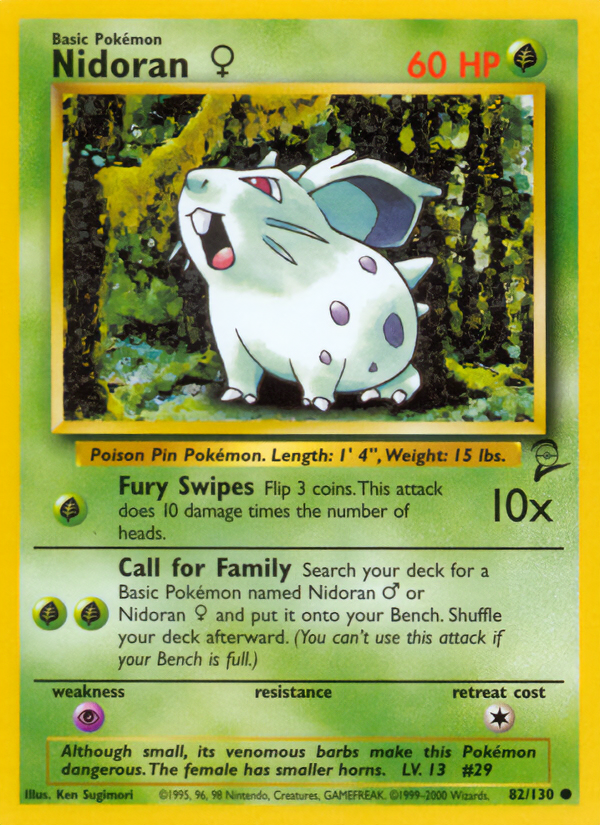 Basic Pokémon
Nidoran ♀ 60 HP
Poison Pin Pokémon. Length: 1' 4", Weight: 15 lbs.
Fury Swipes Flip 3 coins. This attack
does 10 damage times the number of
heads.
10x
Call for Family Search your deck for a
Basic Pokémon named Nidoran ♂ or
Nidoran ♀ and put it onto your Bench. Shuffle
your deck afterward. (You can't use this attack if
your Bench is full.)
weakness resistance retreat cost
Although small, its venomous barbs make this Pokémon
dangerous. The female has smaller horns. LV. 13 #29
Illus. Ken Sugimori ©1995, 96, 98 Nintendo, Creatures, GAMEFREAK. ©1999-2000 Wizards. 82/130